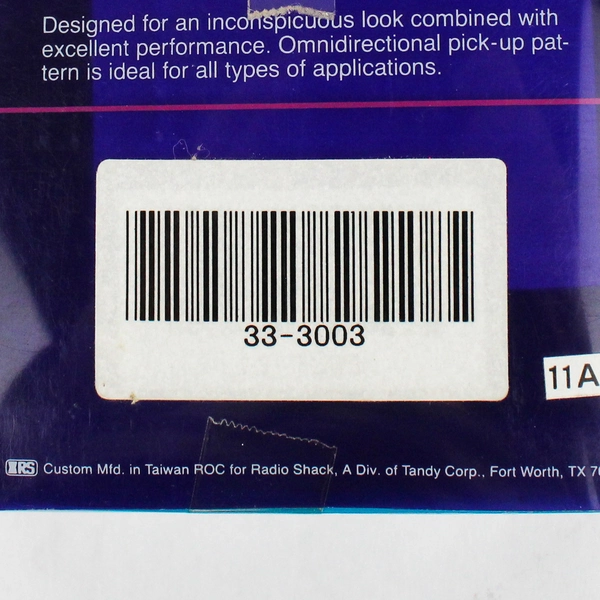 Designed for an inconspicuous look combined with
excellent performance. Omnidirectional pick-up pat-
tern is ideal for all types of applications.
33-3003
11A
RS Custom Mfd. in Taiwan ROC for Radio Shack, A Div. of Tandy Corp., Fort Worth, TX 7